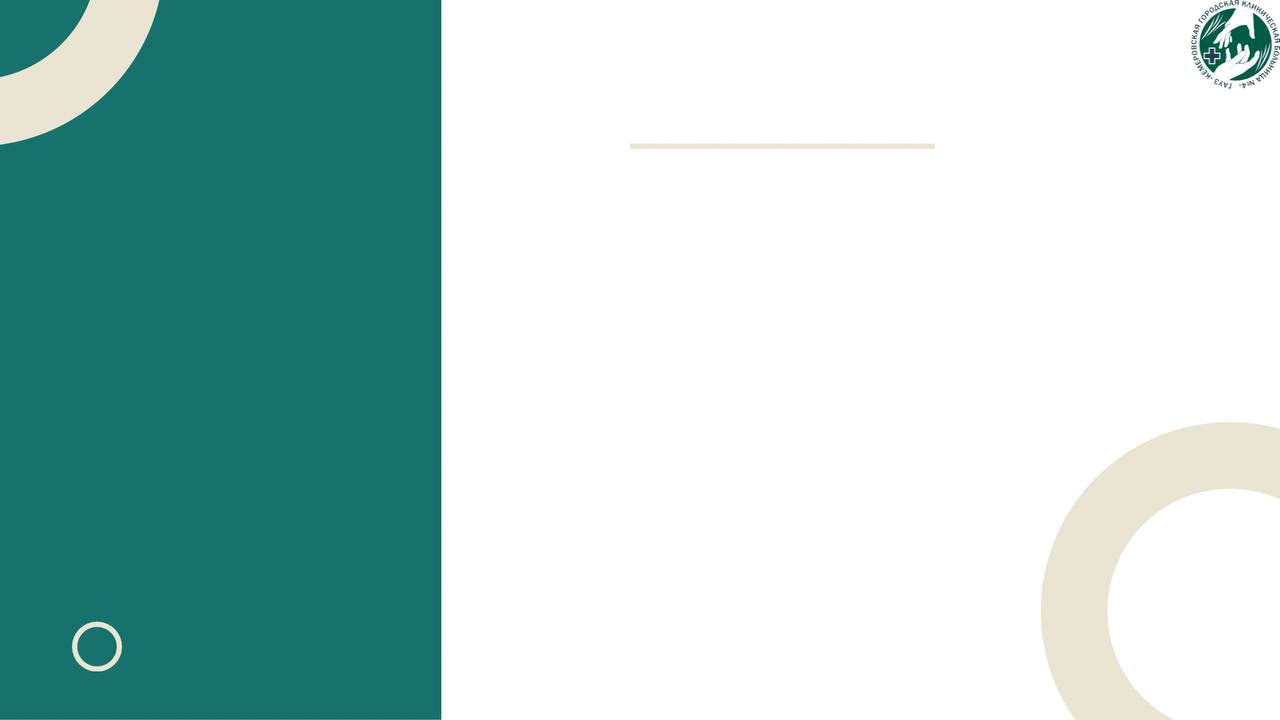 ГАУЗ «КЕМЕРОВСКАЯ ГОРОДСКАЯ КЛИНИЧЕСКАЯ БОЛЬНИЦА №4»